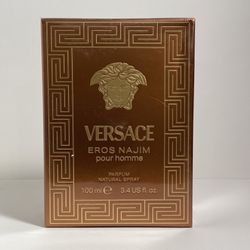 VERSACE
EROS NAJIM
pour homme
PARFUM
NATURAL SPRAY
100 ml ℮ 3.4 US fl. oz.